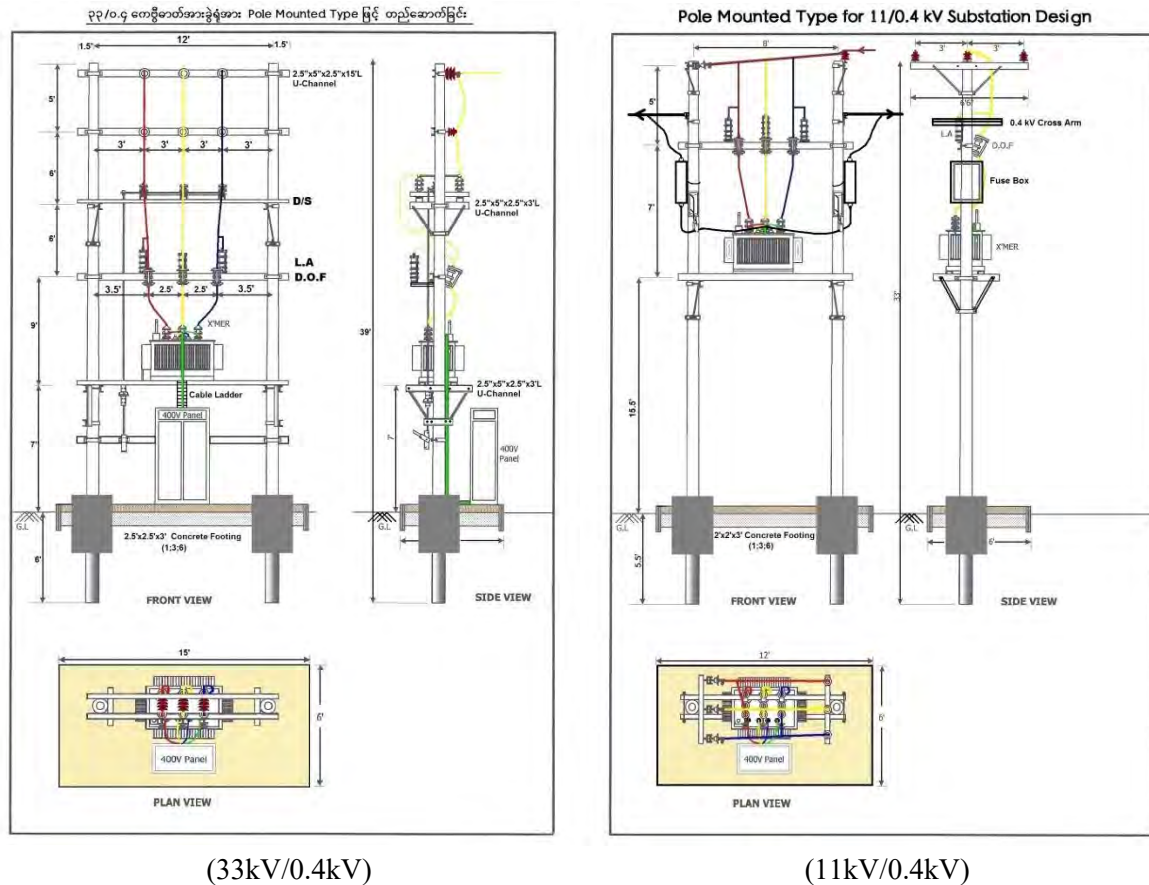 ၃၃/၀.၄ ကေဗွီဓာတ်အားခွဲရုံအား Pole Mounted Type ဖြင့် တည်ဆောက်ခြင်း
12'
1.5'
1.5'
2.5"x5"x2.5"x15'L
U-Channel
5'
3'
3'
3'
3'
6'
D/S
6'
L.A
D.O.F
3.5'
2.5'
2.5'
3.5'
X'MER
9'
Cable Ladder
400V Panel
7'
G.L
2.5'x2.5'x3' Concrete Footing
(1;3;6)
6'
FRONT VIEW
39'
2.5"x5"x2.5"x3'L
U-Channel
2.5"x5"x2.5"x3'L
U-Channel
7'
400V
Panel
G.L
SIDE VIEW
15'
6'
400V Panel
PLAN VIEW
(33kV/0.4kV)
Pole Mounted Type for 11/0.4 kV Substation Design
8'
5'
7'
15.5'
G.L
2'x2'x3' Concrete Footing
(1;3;6)
5.5'
FRONT VIEW
3'
3'
6'6"
0.4 kV Cross Arm
L.A
D.O.F
Fuse Box
X'MER
33'
G.L
6'
SIDE VIEW
12'
6'
400V Panel
PLAN VIEW
(11kV/0.4kV)